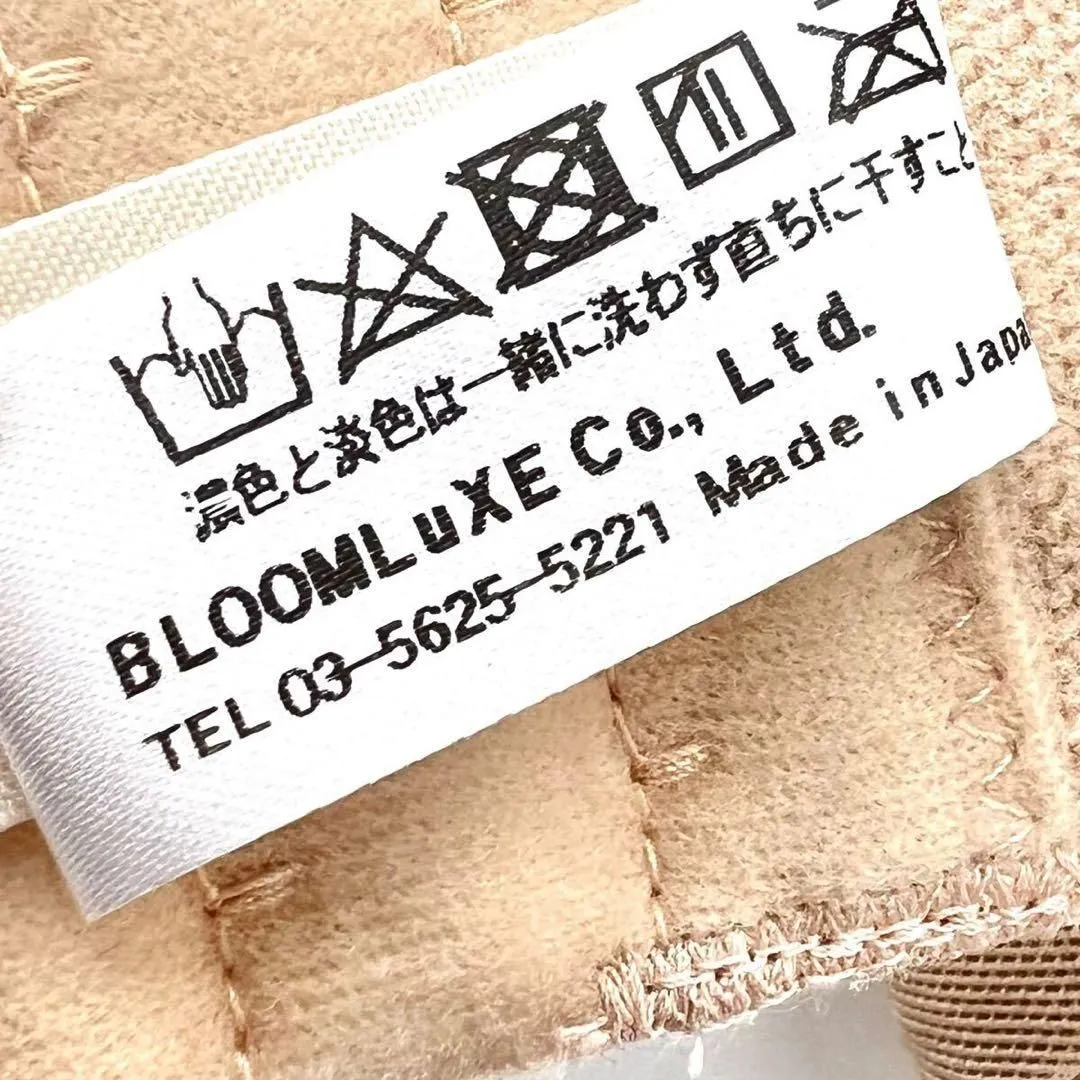 濃色と淡色は一緒に洗わず直ちに干すこと
BLOOMLuXE Co., Ltd.
TEL 03-5625-5221 Made in Japa